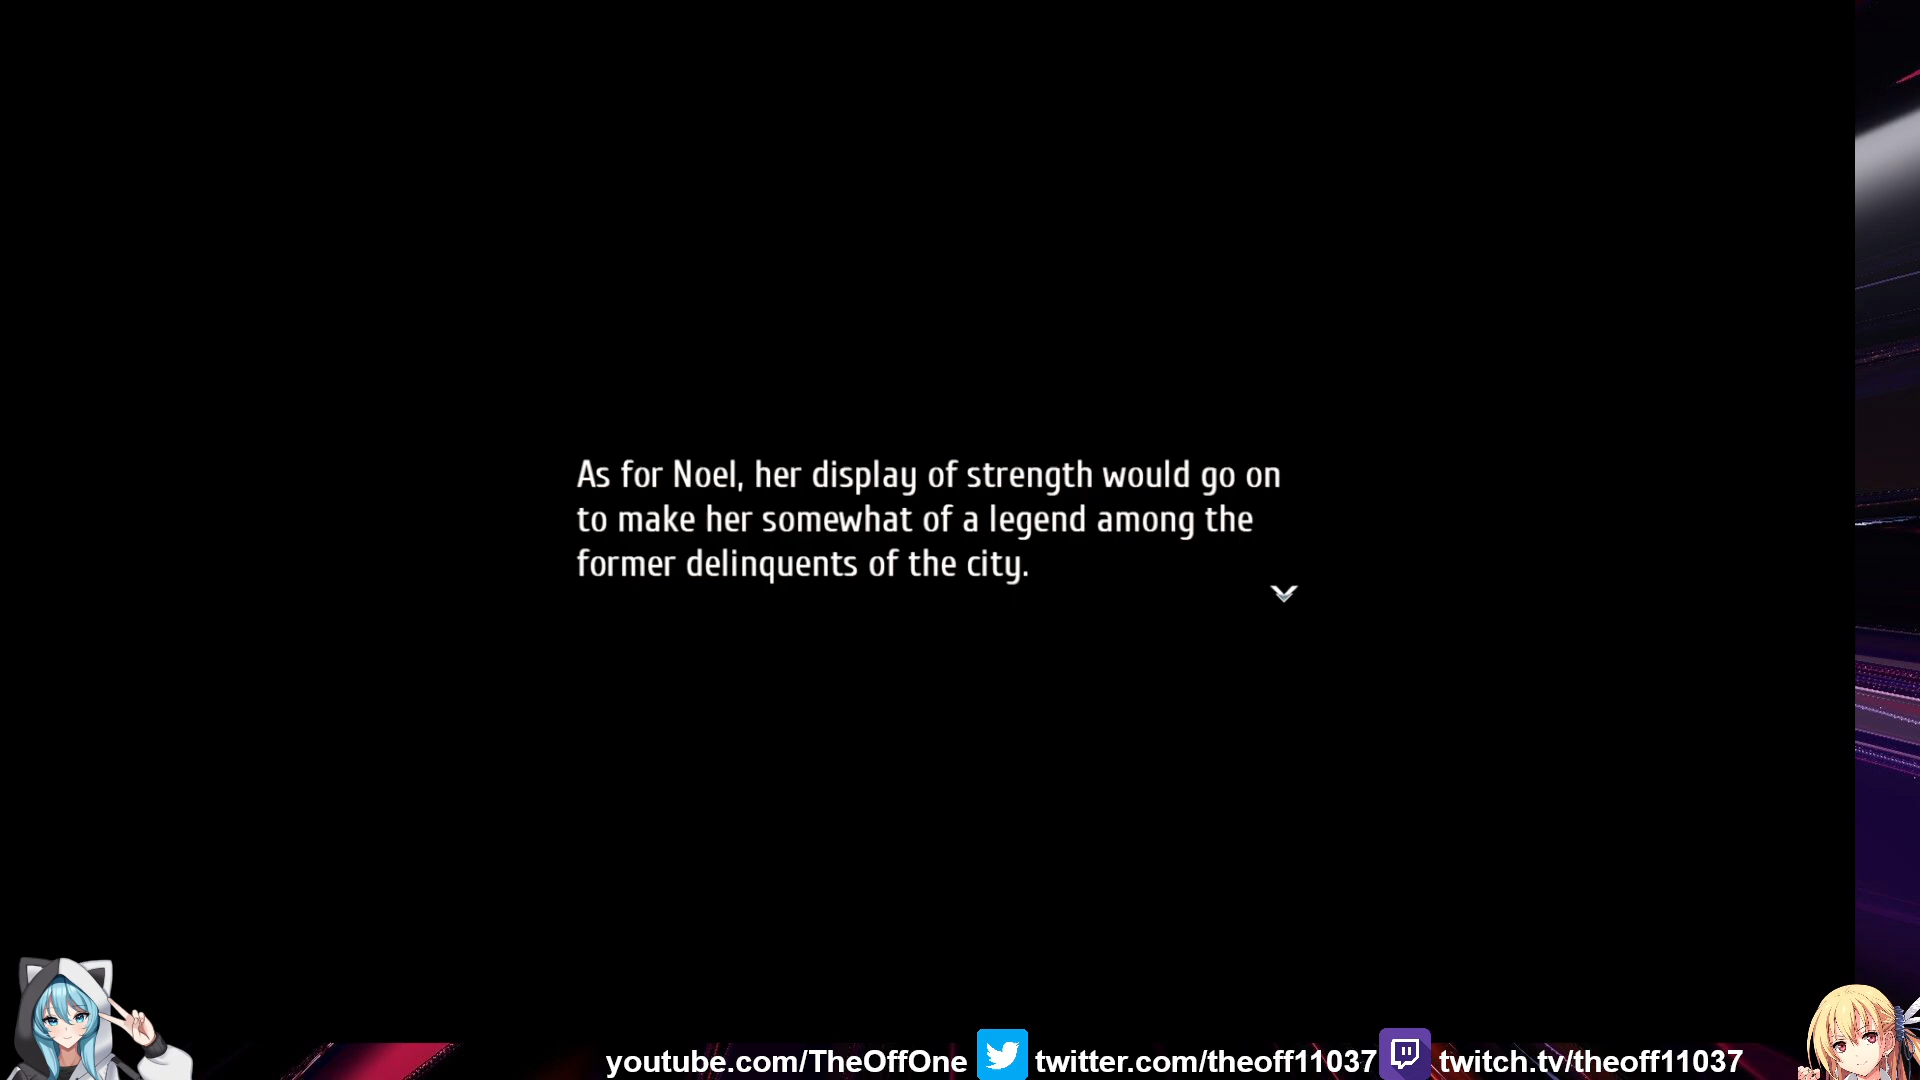 As for Noel, her display of strength would go on
to make her somewhat of a legend among the
former delinquents of the city.
youtube.com/TheOffOne twitter.com/theoff11037 twitch.tv/theoff11037